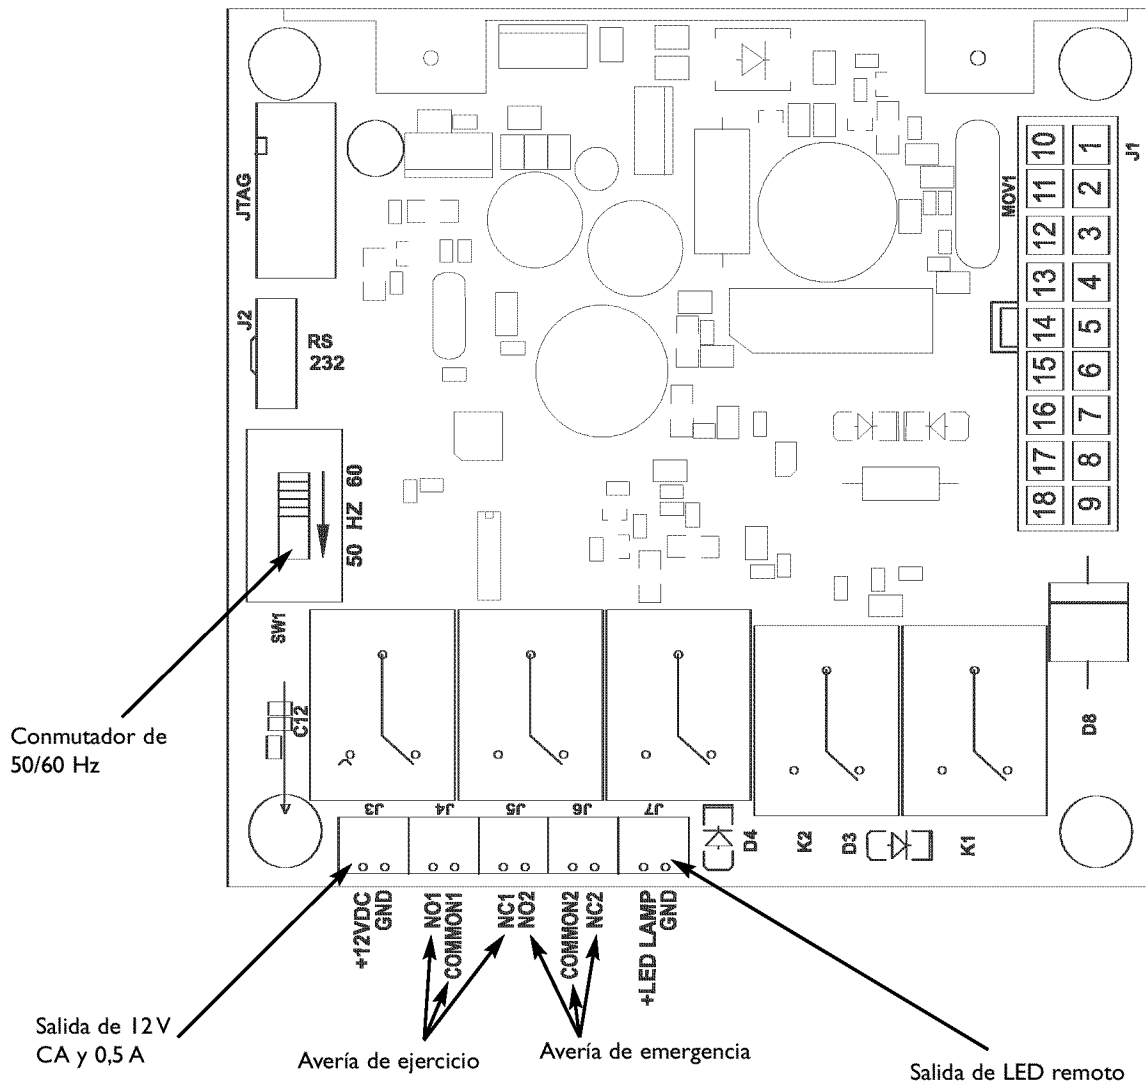 JTAG
J2
RS
232
50 HZ 60
SW1
C12
MOV1
J1
10 1
11 2
12 3
13 4
14 5
15 6
16 7
17 8
18 9
D8
J3
J4
J5
J6
J7
D4
K2
D3
K1
+12VDC
GND
NO1
COMMON1
NC1
NO2
COMMON2
NC2
+LED LAMP
GND
Conmutador de
50/60 Hz
Salida de 12 V
CA y 0,5 A
Avería de ejercicio
Avería de emergencia
Salida de LED remoto